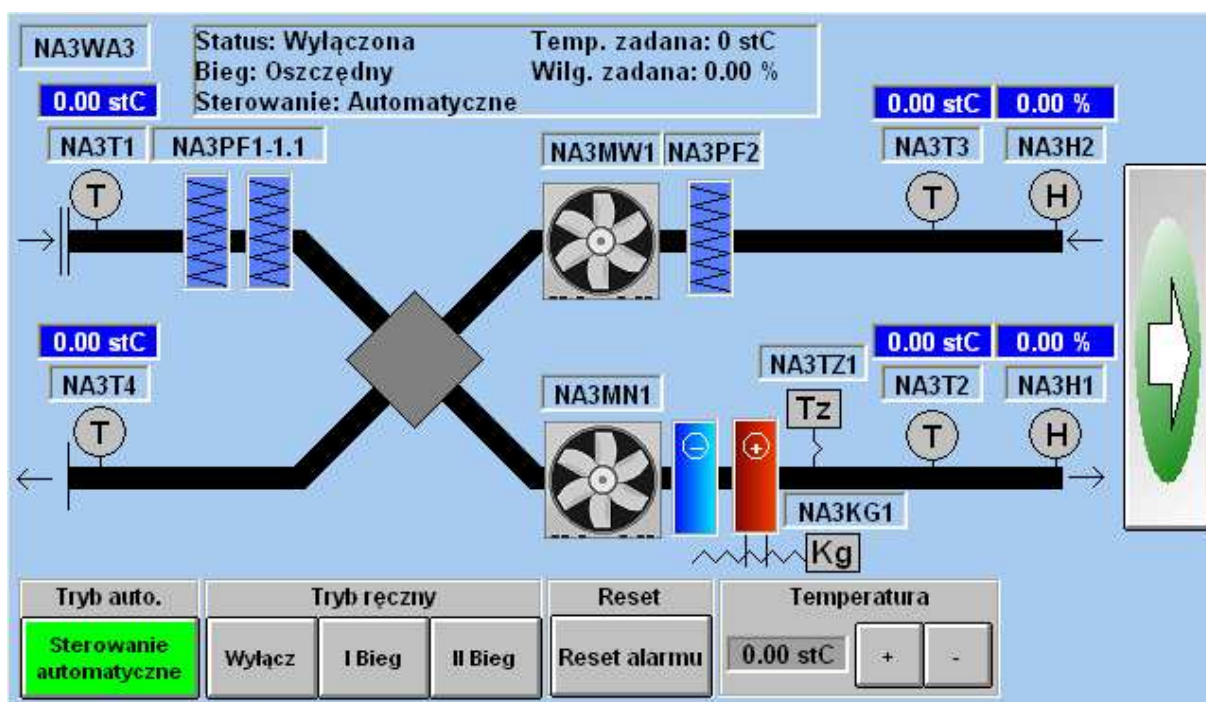 NA3WA3
Status: Wyłączona Temp. zadana: 0 stC
Bieg: Oszczędny Wilg. zadana: 0.00 %
Sterowanie: Automatyczne
0.00 stC 0.00 stC 0.00 %
NA3T1 NA3PF1-1.1 NA3MW1 NA3PF2 NA3T3 NA3H2
T T H
0.00 stC 0.00 stC 0.00 %
NA3T4 NA3MN1 NA3TZ1 NA3T2 NA3H1
T Tz T H
NA3KG1
Kg
Tryb auto. Tryb ręczny Reset Temperatura
Sterowanie
automatyczne Wyłącz I Bieg II Bieg Reset alarmu 0.00 stC + -